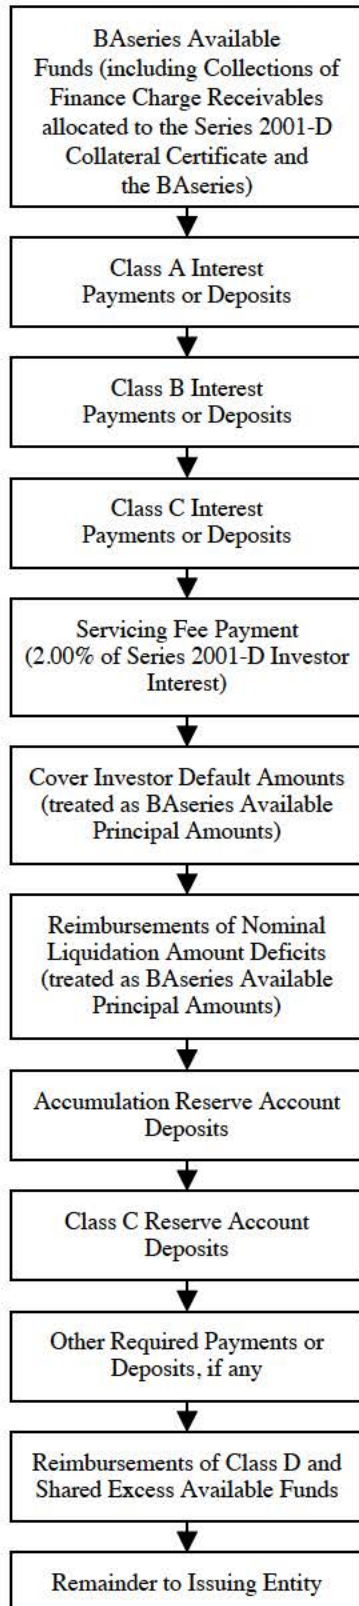 BAseries Available
Funds (including Collections of
Finance Charge Receivables
allocated to the Series 2001-D
Collateral Certificate and
the BAseries)
Class A Interest
Payments or Deposits
Class B Interest
Payments or Deposits
Class C Interest
Payments or Deposits
Servicing Fee Payment
(2.00% of Series 2001-D Investor
Interest)
Cover Investor Default Amounts
(treated as BAseries Available
Principal Amounts)
Reimbursements of Nominal
Liquidation Amount Deficits
(treated as BAseries Available
Principal Amounts)
Accumulation Reserve Account
Deposits
Class C Reserve Account
Deposits
Other Required Payments or
Deposits, if any
Reimbursements of Class D and
Shared Excess Available Funds
Remainder to Issuing Entity